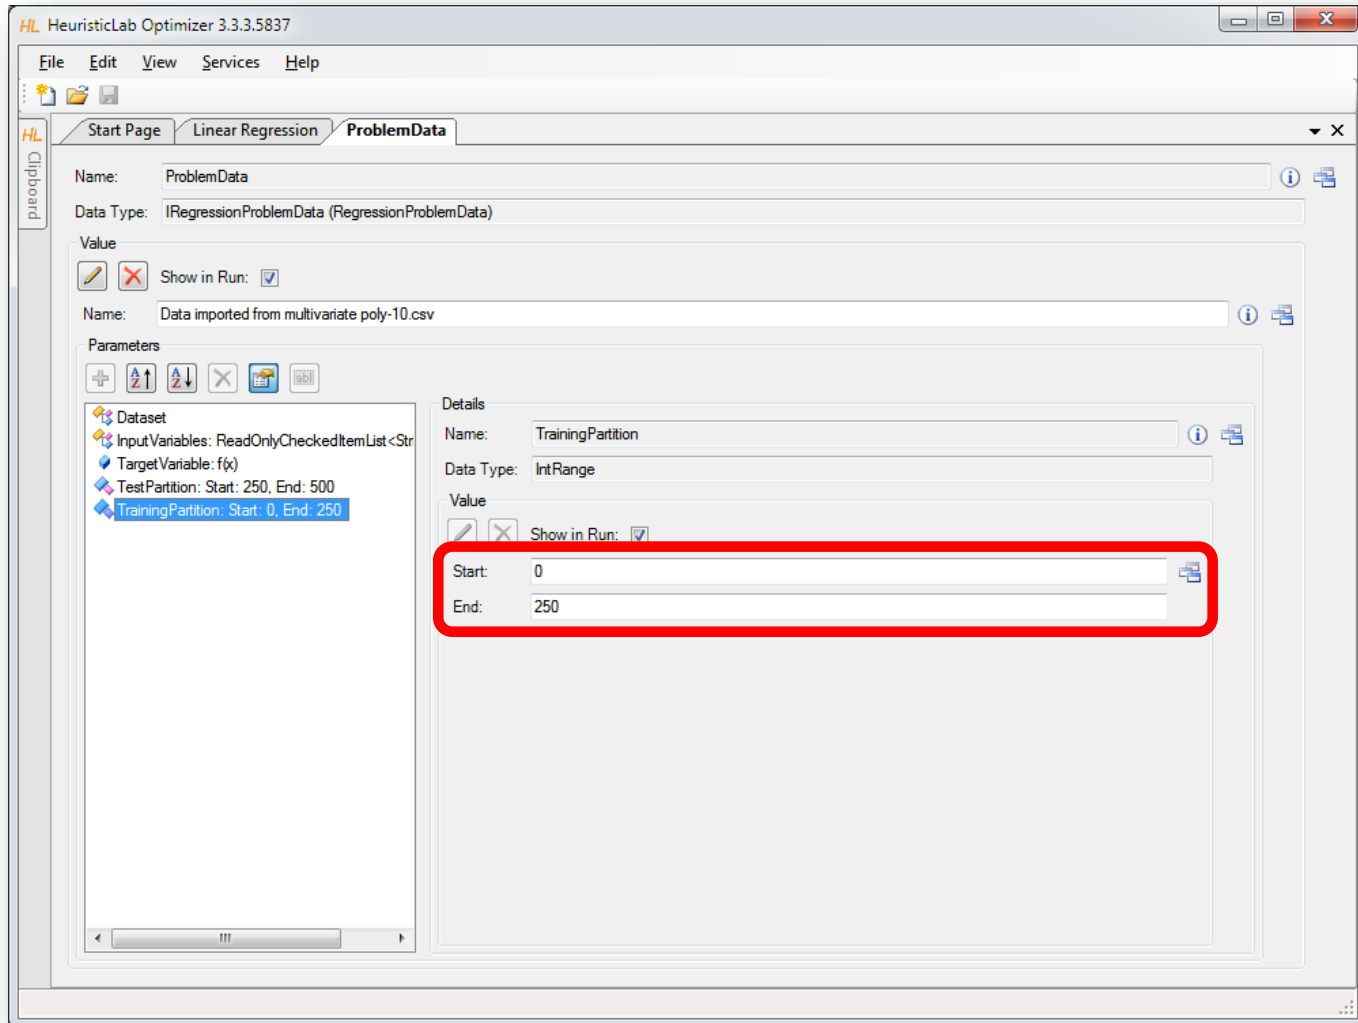 HL HeuristicLab Optimizer 3.3.3.5837
File Edit View Services Help
HL Clipboard
Start Page Linear Regression ProblemData
Name: ProblemData
Data Type: IRegressionProblemData (RegressionProblemData)
Value
Show in Run:
Name: Data imported from multivariate poly-10.csv
Parameters
Dataset
InputVariables: ReadOnlyCheckedItemList<Str
TargetVariable: f(x)
TestPartition: Start: 250, End: 500
TrainingPartition: Start: 0, End: 250
Details
Name: TrainingPartition
Data Type: IntRange
Value
Show in Run:
Start: 0
End: 250